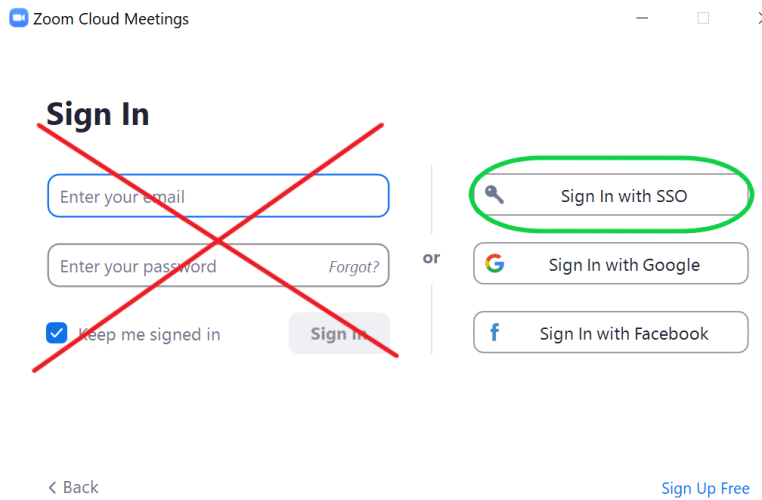 Zoom Cloud Meetings
Sign In
Enter your email
Enter your password Forgot?
Keep me signed in Sign In
or
Sign In with SSO
Sign In with Google
Sign In with Facebook
Back
Sign Up Free